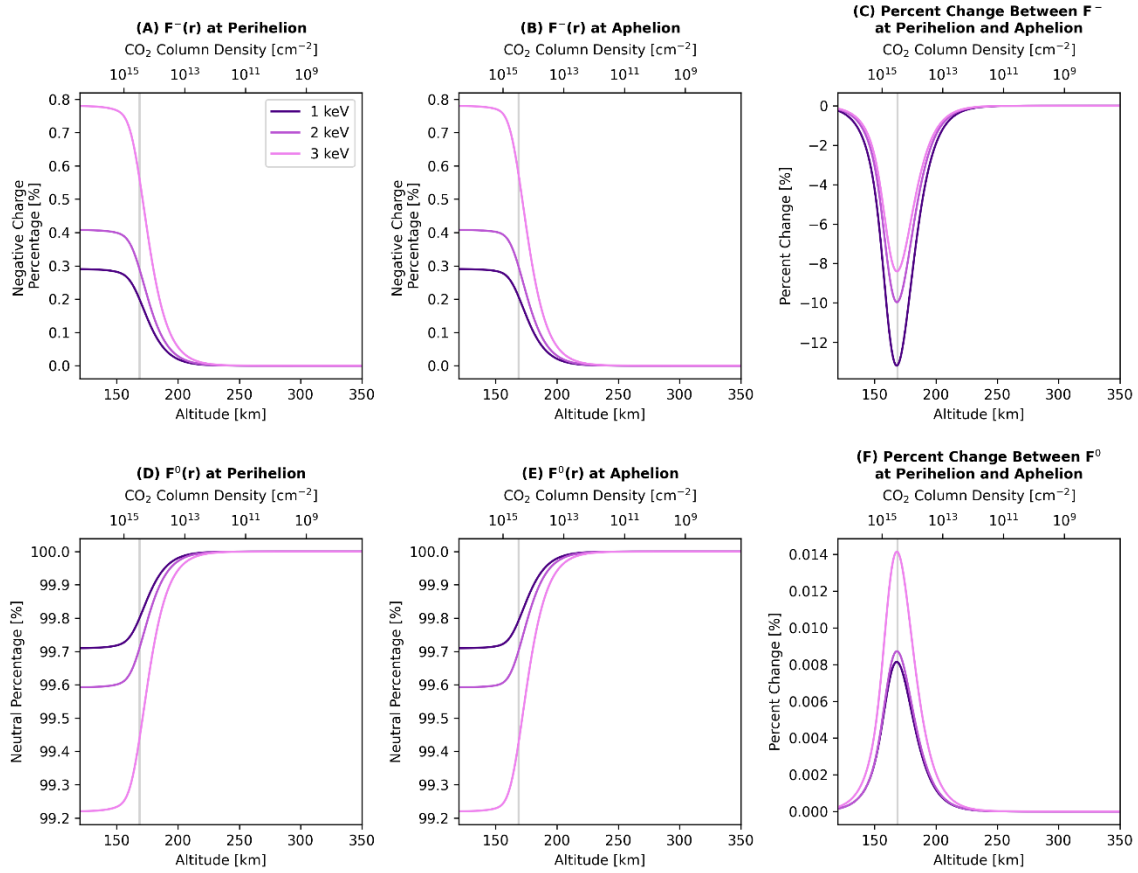 (A) F⁻(r) at Perihelion
CO₂ Column Density [cm⁻²]
10¹⁵ 10¹³ 10¹¹ 10⁹
0.8
0.7
0.6
0.5
0.4
0.3
0.2
0.1
0.0
Negative Charge
Percentage [%]
1 keV
2 keV
3 keV
150 200 250 300 350
Altitude [km]
(B) F⁻(r) at Aphelion
CO₂ Column Density [cm⁻²]
10¹⁵ 10¹³ 10¹¹ 10⁹
0.8
0.7
0.6
0.5
0.4
0.3
0.2
0.1
0.0
Negative Charge
Percentage [%]
150 200 250 300 350
Altitude [km]
(C) Percent Change Between F⁻
at Perihelion and Aphelion
CO₂ Column Density [cm⁻²]
10¹⁵ 10¹³ 10¹¹ 10⁹
0
−2
−4
−6
−8
−10
−12
Percent Change [%]
150 200 250 300 350
Altitude [km]
(D) F⁰(r) at Perihelion
CO₂ Column Density [cm⁻²]
10¹⁵ 10¹³ 10¹¹ 10⁹
100.0
99.9
99.8
99.7
99.6
99.5
99.4
99.3
99.2
Neutral Percentage [%]
150 200 250 300 350
Altitude [km]
(E) F⁰(r) at Aphelion
CO₂ Column Density [cm⁻²]
10¹⁵ 10¹³ 10¹¹ 10⁹
100.0
99.9
99.8
99.7
99.6
99.5
99.4
99.3
99.2
Neutral Percentage [%]
150 200 250 300 350
Altitude [km]
(F) Percent Change Between F⁰
at Perihelion and Aphelion
CO₂ Column Density [cm⁻²]
10¹⁵ 10¹³ 10¹¹ 10⁹
0.014
0.012
0.010
0.008
0.006
0.004
0.002
0.000
Percent Change [%]
150 200 250 300 350
Altitude [km]